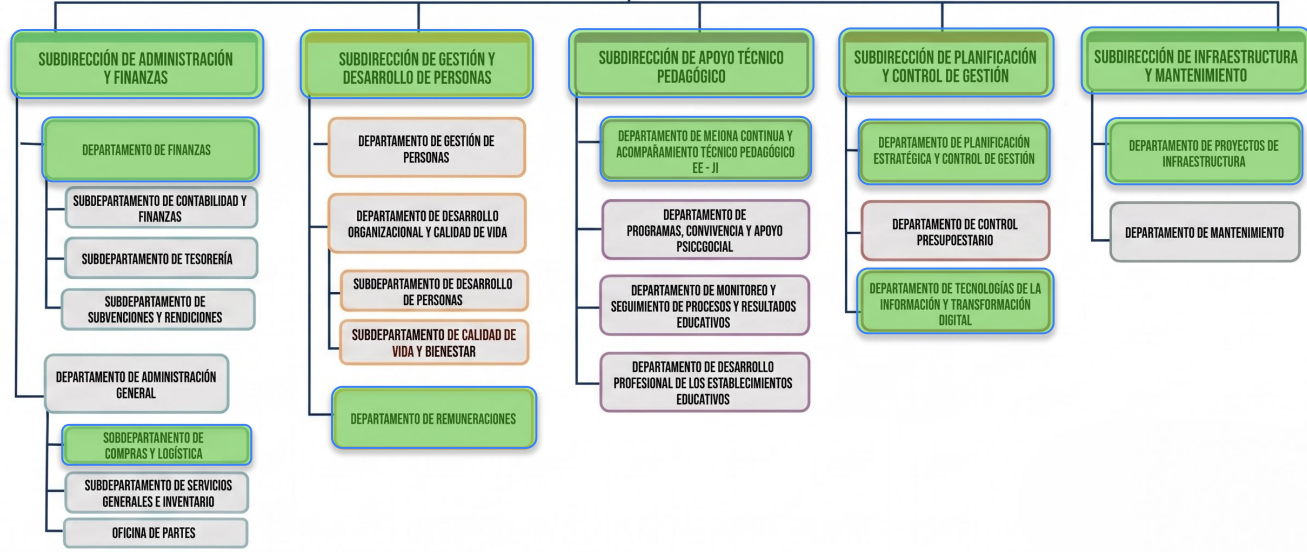 SUBDIRECCIÓN DE ADMINISTRACIÓN
Y FINANZAS
DEPARTAMENTO DE FINANZAS
SUBDEPARTAMENTO DE CONTABILIDAD Y
FINANZAS
SUBDEPARTAMENTO DE TESORERÍA
SUBDEPARTAMENTO DE
SUBVENCIONES Y RENDICIONES
DEPARTAMENTO DE ADMINISTRACIÓN
GENERAL
SOBDEPARTANENTO DE
COMPRAS Y LOGÍSTICA
SUBDEPARTAMENTO DE SERVICIOS
GENERALES E INVENTARIO
OFICINA DE PARTES
SUBDIRECCIÓN DE GESTIÓN Y
DESARROLLO DE PERSONAS
DEPARTAMENTO DE GESTIÓN DE
PERSONAS
DEPARTAMENTO DE DESARROLLO
ORGANIZACIONAL Y CALIDAD DE VIDA
SUBDEPARTAMENTO DE DESARROLLO
DE PERSONAS
SUBDEPARTAMENTO DE CALIDAD DE
VIDA Y BIENESTAR
DEPARTAMENTO DE REMUNERACIONES
SUBDIRECCIÓN DE APOYO TÉCNICO
PEDAGÓGICO
DEPARTAMENTO DE MEIONA CONTINUA Y
ACOMPAÑAMIENTO TÉCNICO PEDAGÓGICO
EE - JI
DEPARTAMENTO DE
PROGRAMAS, CONVIVENCIA Y APOYO
PSICCGOCIAL
DEPARTAMENTO DE MONITOREO Y
SEGUIMIENTO DE PROCESOS Y RESULTADOS
EDUCATIVOS
DEPARTAMENTO DE DESARROLLO
PROFESIONAL DE LOS ESTABLECIMIENTOS
EDUCATIVOS
SUBDIRECCIÓN DE PLANIFICACIÓN
Y CONTROL DE GESTIÓN
DEPARTAMENTO DE PLANIFICACIÓN
ESTRATÉGICA Y CONTROL DE GESTIÓN
DEPARTAMENTO DE CONTROL
PRESUPOESTARIO
DEPARTAMENTO DE TECNOLOGÍAS DE LA
INFORMACIÓN Y TRANSFORMACIÓN
DIGITAL
SUBDIRECCIÓN DE INFRAESTRUCTURA
Y MANTENIMIENTO
DEPARTAMENTO DE PROYECTOS DE
INFRAESTRUCTURA
DEPARTAMENTO DE MANTENIMIENTO